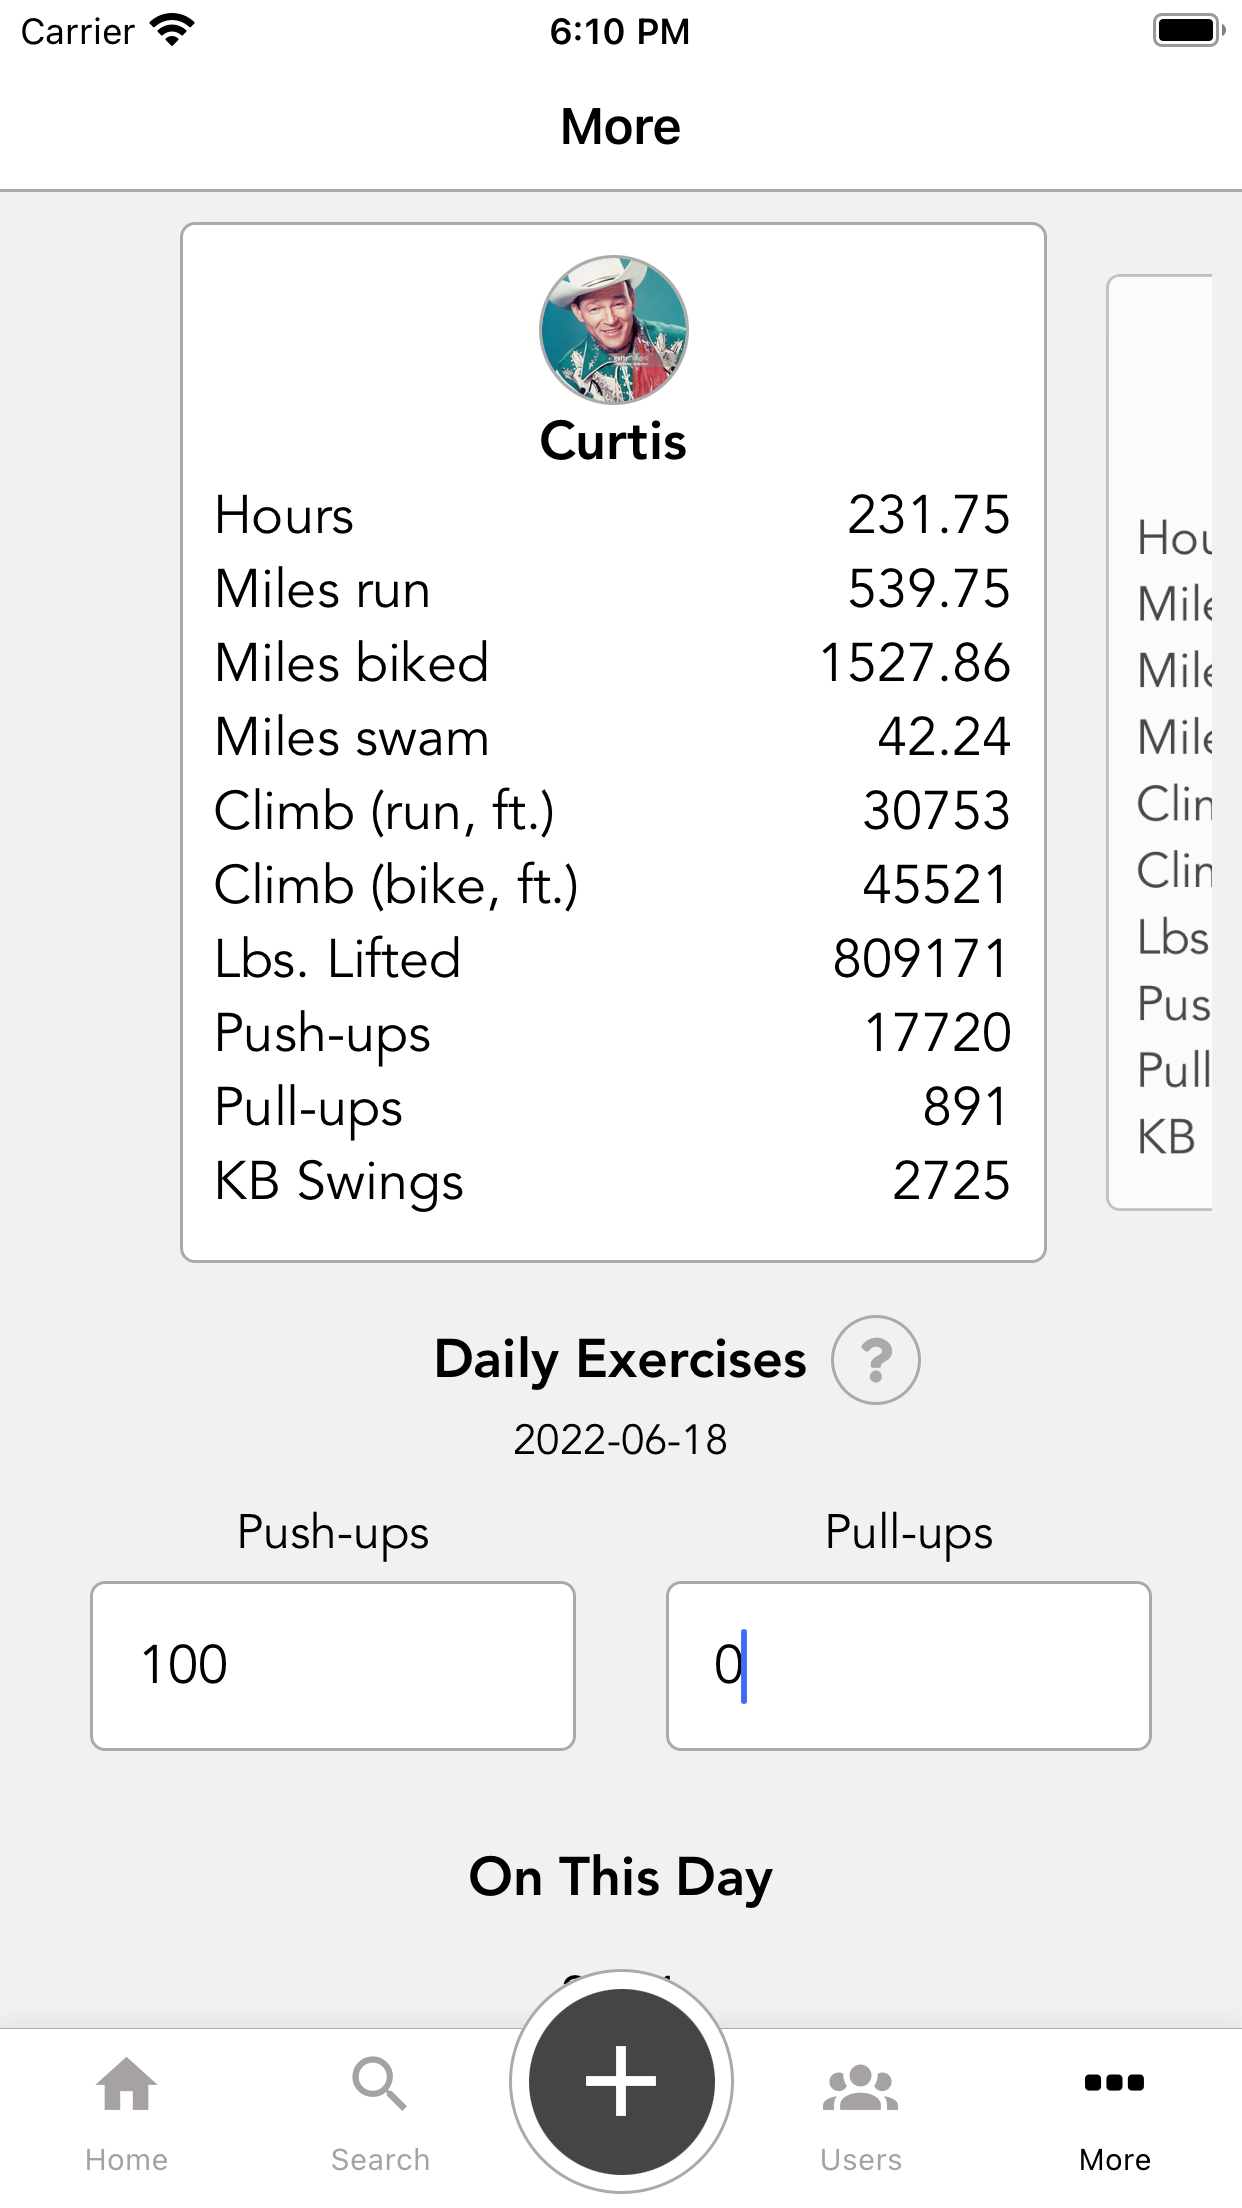 Carrier 6:10 PM
More
Curtis
Hours 231.75
Miles run 539.75
Miles biked 1527.86
Miles swam 42.24
Climb (run, ft.) 30753
Climb (bike, ft.) 45521
Lbs. Lifted 809171
Push-ups 17720
Pull-ups 891
KB Swings 2725
Hou
Mile
Mile
Mile
Clim
Clim
Lbs
Pus
Pull
KB
Daily Exercises ?
2022-06-18
Push-ups Pull-ups
100 0
On This Day
Home Search Users More